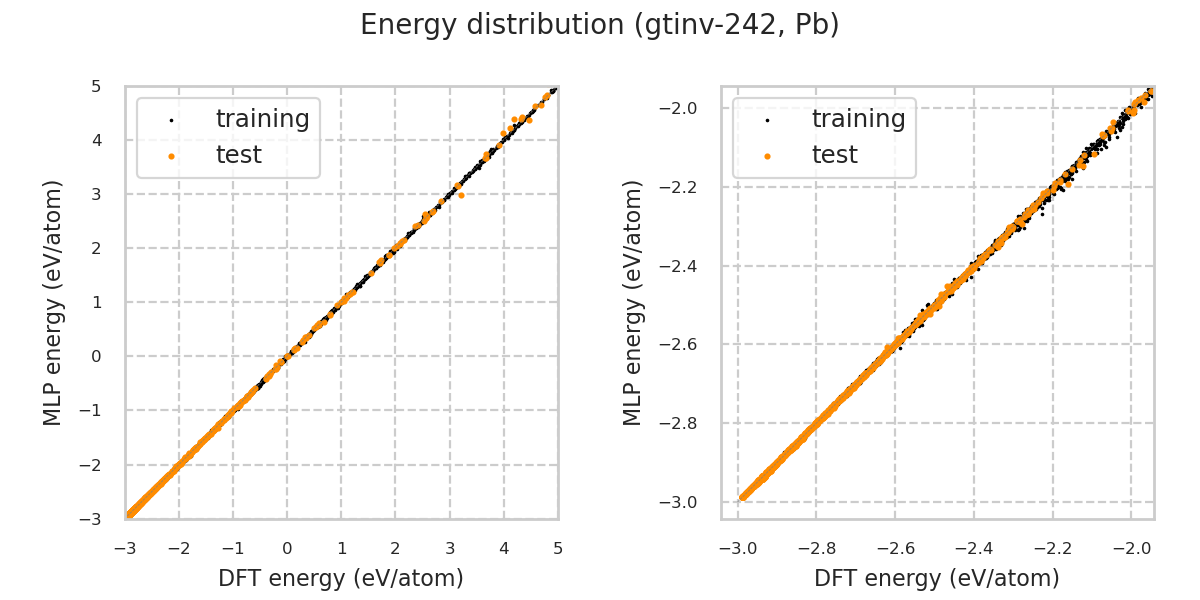 Energy distribution (gtinv-242, Pb)
training
test
5
4
3
2
1
0
−1
−2
−3
MLP energy (eV/atom)
−3 −2 −1 0 1 2 3 4 5
DFT energy (eV/atom)
training
test
−2.0
−2.2
−2.4
−2.6
−2.8
−3.0
MLP energy (eV/atom)
−3.0 −2.8 −2.6 −2.4 −2.2 −2.0
DFT energy (eV/atom)